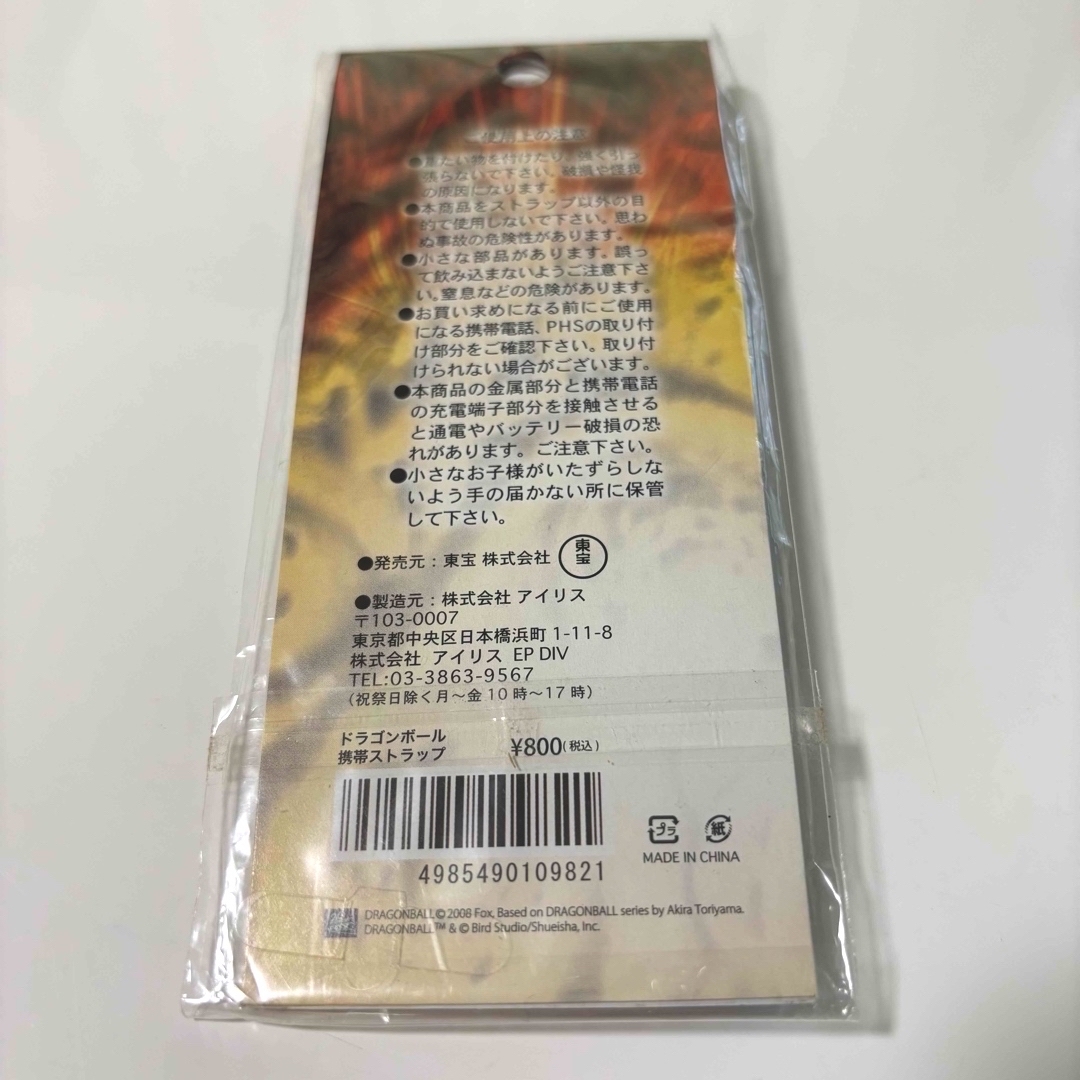 ご使用上の注意
●重たい物を付けたり、強く引っ
張らないで下さい。破損や怪我
の原因になります。
●本商品をストラップ以外の目
的で使用しないで下さい。思わ
ぬ事故の危険性があります。
●小さな部品があります。誤っ
て飲み込まないようご注意下さ
い。窒息などの危険があります。
●お買い求めになる前にご使用
になる携帯電話、PHSの取り付
け部分をご確認下さい。取り付
けられない場合がございます。
●本商品の金属部分と携帯電話
の充電端子部分を接触させる
と通電やバッテリー破損の恐
れがあります。ご注意下さい。
●小さなお子様がいたずらしな
いよう手の届かない所に保管
して下さい。
●発売元:東宝 株式会社 東宝
●製造元:株式会社 アイリス
〒103-0007
東京都中央区日本橋浜町 1-11-8
株式会社 アイリス EP DIV
TEL:03-3863-9567
(祝祭日除く月～金10時～17時)
ドラゴンボール
携帯ストラップ ¥800(税込)
プラ 紙
MADE IN CHINA
4985490109821
DRAGONBALL © 2008 Fox, Based on DRAGONBALL series by Akira Toriyama.
DRAGONBALL™ & © Bird Studio/Shueisha, Inc.